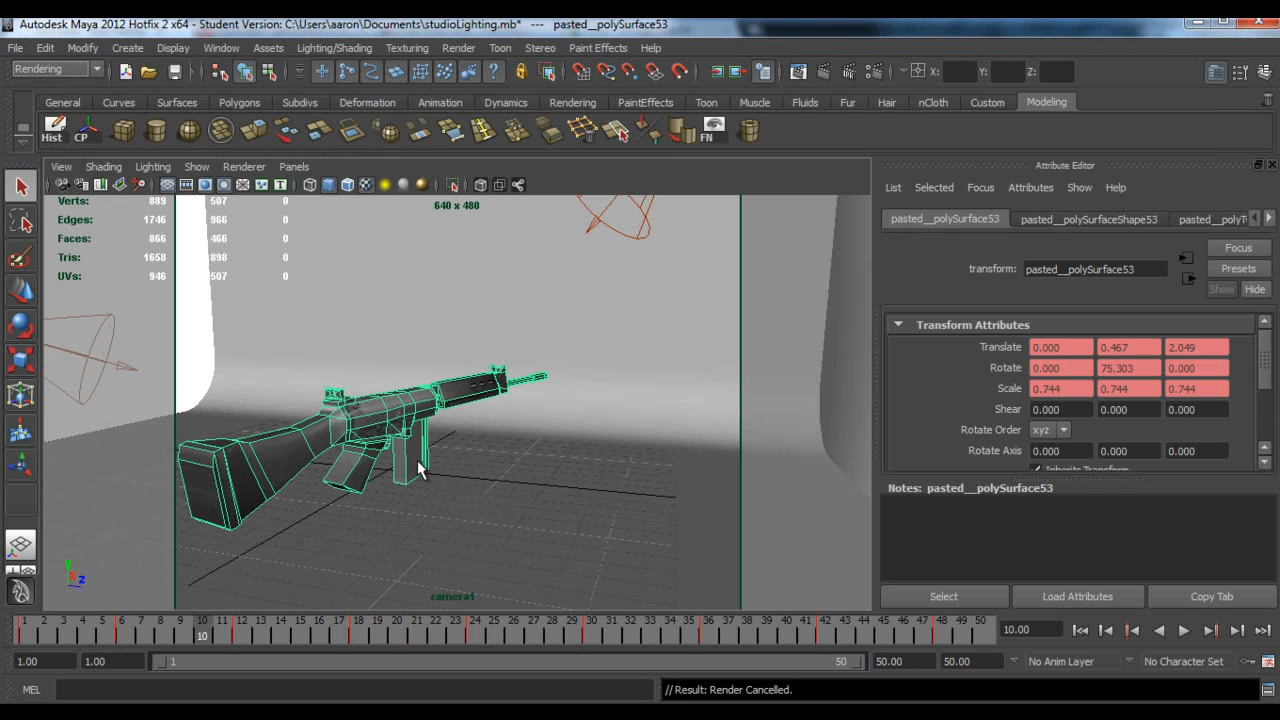 Autodesk Maya 2012 Hotfix 2 x64 - Student Version: C:\Users\aaron\Documents\studioLighting.mb*  ---  pasted__polySurface53
File Edit Modify Create Display Window Assets Lighting/Shading Texturing Render Toon Stereo Paint Effects Help
Rendering X: Y: Z:
General Curves Surfaces Polygons Subdivs Deformation Animation Dynamics Rendering PaintEffects Toon Muscle Fluids Fur Hair nCloth Custom Modeling
Hist CP FN
View Shading Lighting Show Renderer Panels
Verts: 889 507 0
640 x 480
Edges: 1746 966 0
Faces: 866 466 0
Tris: 1658 898 0
UVs: 946 507 0
y x z
camera1
Attribute Editor
List Selected Focus Attributes Show Help
pasted__polySurface53 pasted__polySurfaceShape53
Focus
transform: pasted__polySurface53 Presets
Show Hide
Transform Attributes
Translate 0.000 0.467 2.049
Rotate 0.000 75.303 0.000
Scale 0.744 0.744 0.744
Shear 0.000 0.000 0.000
Rotate Order xyz
Rotate Axis 0.000 0.000 0.000
Inherits Transform
Notes: pasted__polySurface53
Select Load Attributes Copy Tab
1 2 3 4 5 6 7 8 9 10 11 12 13 14 15 16 17 18 19 20 21 22 23 24 25 26 27 28 29 30 31 32 33 34 35 36 37 38 39 40 41 42 43 44 45 46 47 48 49 50 10.00
10
1.00 1.00 1 50 50.00 50.00 No Anim Layer No Character Set
MEL // Result: Render Cancelled.